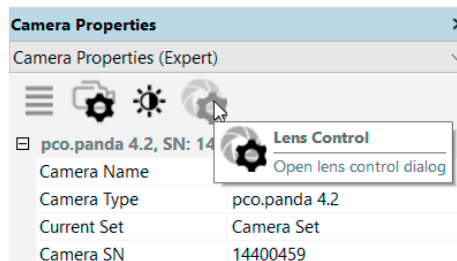 Camera Properties
Camera Properties (Expert)
pco.panda 4.2, SN: 14
Lens Control
Open lens control dialog
Camera Name
Camera Type pco.panda 4.2
Current Set Camera Set
Camera SN 14400459